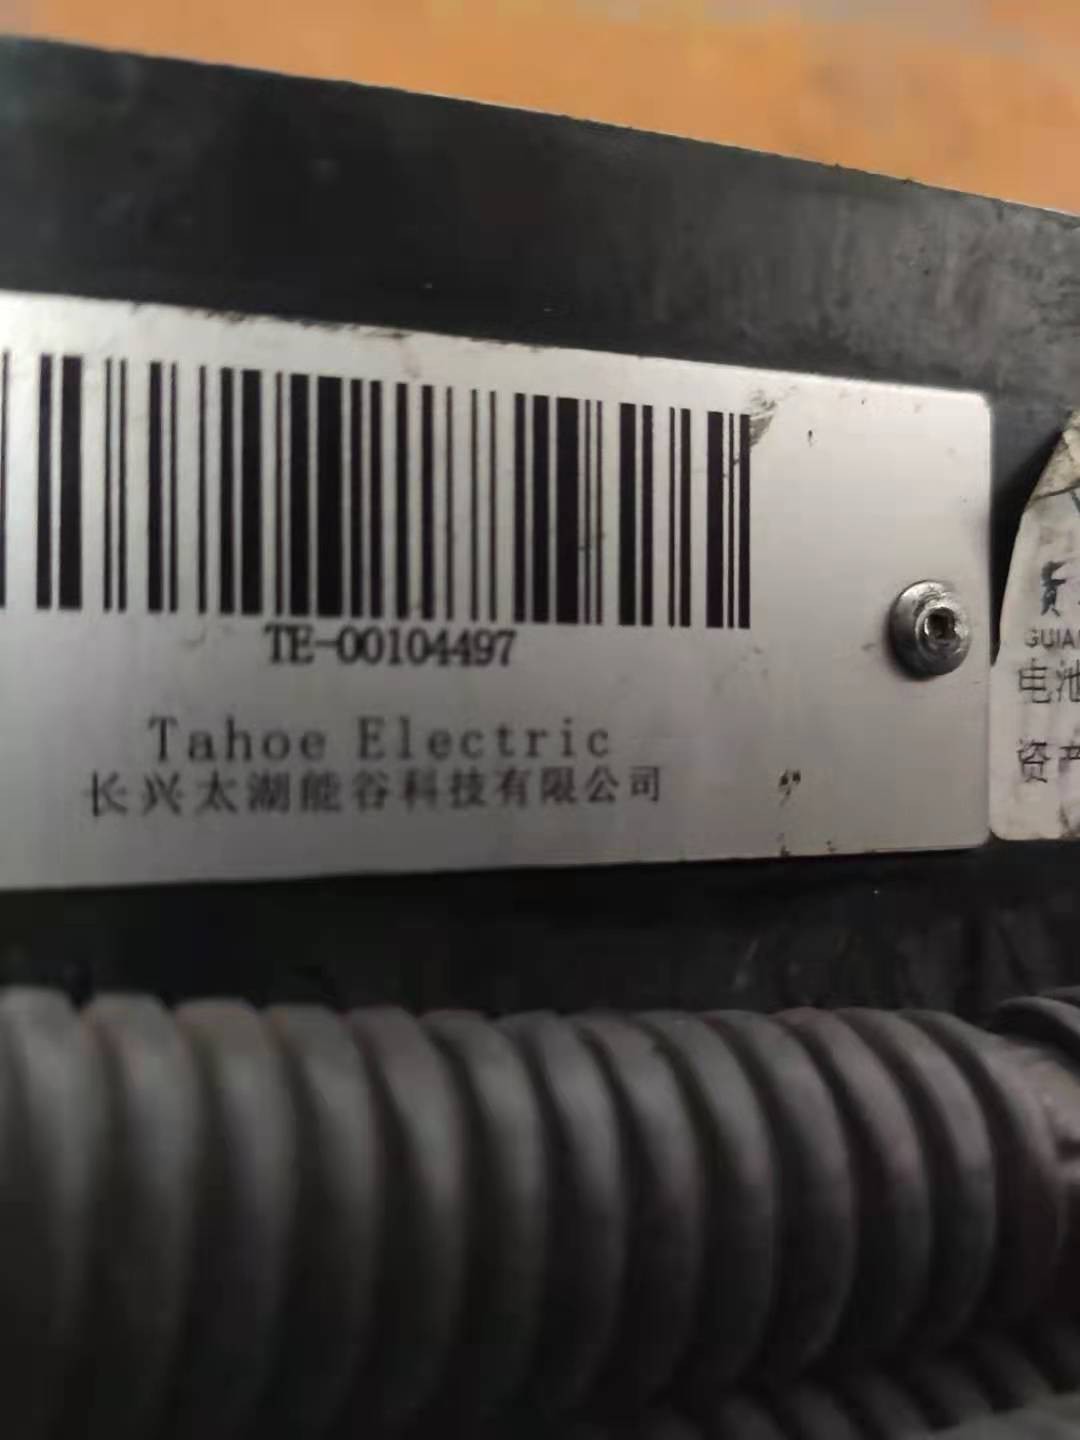 TE-00104497
Tahoe Electric
长兴太湖能谷科技有限公司
GUIA
电池
资产